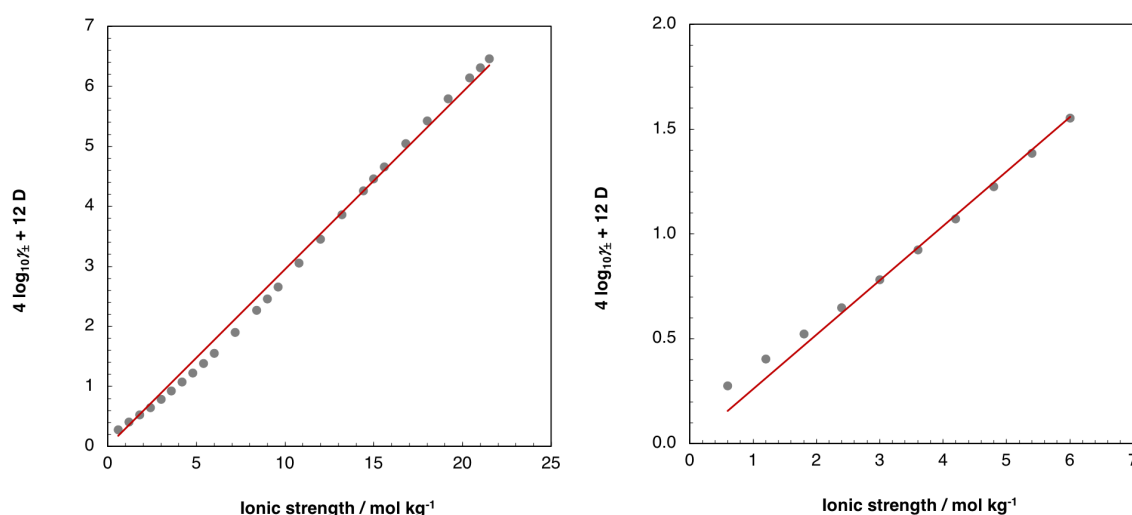 7
6
5
4
3
2
1
0
0 5 10 15 20 25
4 log₁₀γ± + 12 D
Ionic strength / mol kg⁻¹
2.0
1.5
1.0
0.5
0.0
0 1 2 3 4 5 6 7
4 log₁₀γ± + 12 D
Ionic strength / mol kg⁻¹